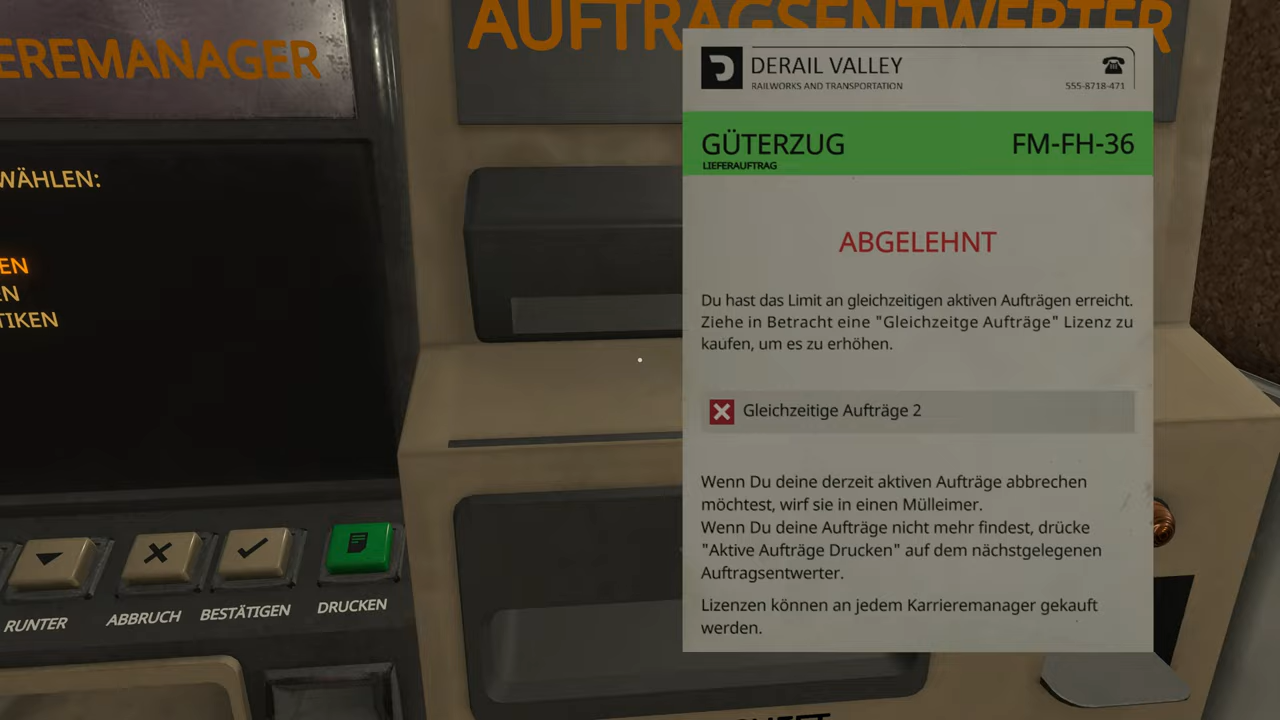 EREMANAGER
AUFTRAGSENTWERTER
WÄHLEN:
EN
EN
TIKEN
RUNTER
ABBRUCH
BESTÄTIGEN
DRUCKEN
DERAIL VALLEY
RAILWORKS AND TRANSPORTATION
555-8718-471
GÜTERZUG
FM-FH-36
LIEFERAUFTRAG
ABGELEHNT
Du hast das Limit an gleichzeitigen aktiven Aufträgen erreicht.
Ziehe in Betracht eine "Gleichzeitge Aufträge" Lizenz zu
kaufen, um es zu erhöhen.
Gleichzeitige Aufträge 2
Wenn Du deine derzeit aktiven Aufträge abbrechen
möchtest, wirf sie in einen Mülleimer.
Wenn Du deine Aufträge nicht mehr findest, drücke
"Aktive Aufträge Drucken" auf dem nächstgelegenen
Auftragsentwerter.
Lizenzen können an jedem Karrieremanager gekauft
werden.